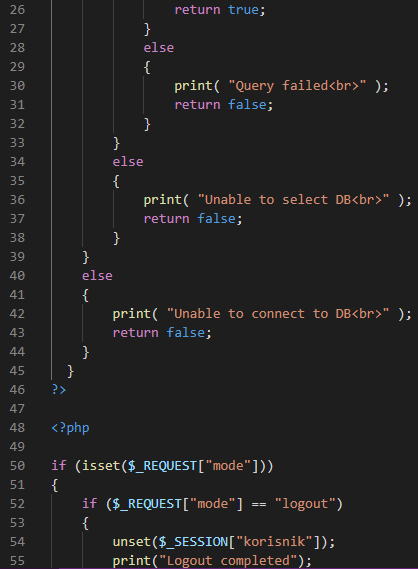 26 return true;
27 }
28 else
29 {
30 print( "Query failed<br>" );
31 return false;
32 }
33 }
34 else
35 {
36 print( "Unable to select DB<br>" );
37 return false;
38 }
39 }
40 else
41 {
42 print( "Unable to connect to DB<br>" );
43 return false;
44 }
45 }
46 ?>
47
48 <?php
49
50 if (isset($_REQUEST["mode"]))
51 {
52 if ($_REQUEST["mode"] == "logout")
53 {
54 unset($_SESSION["korisnik"]);
55 print("Logout completed");